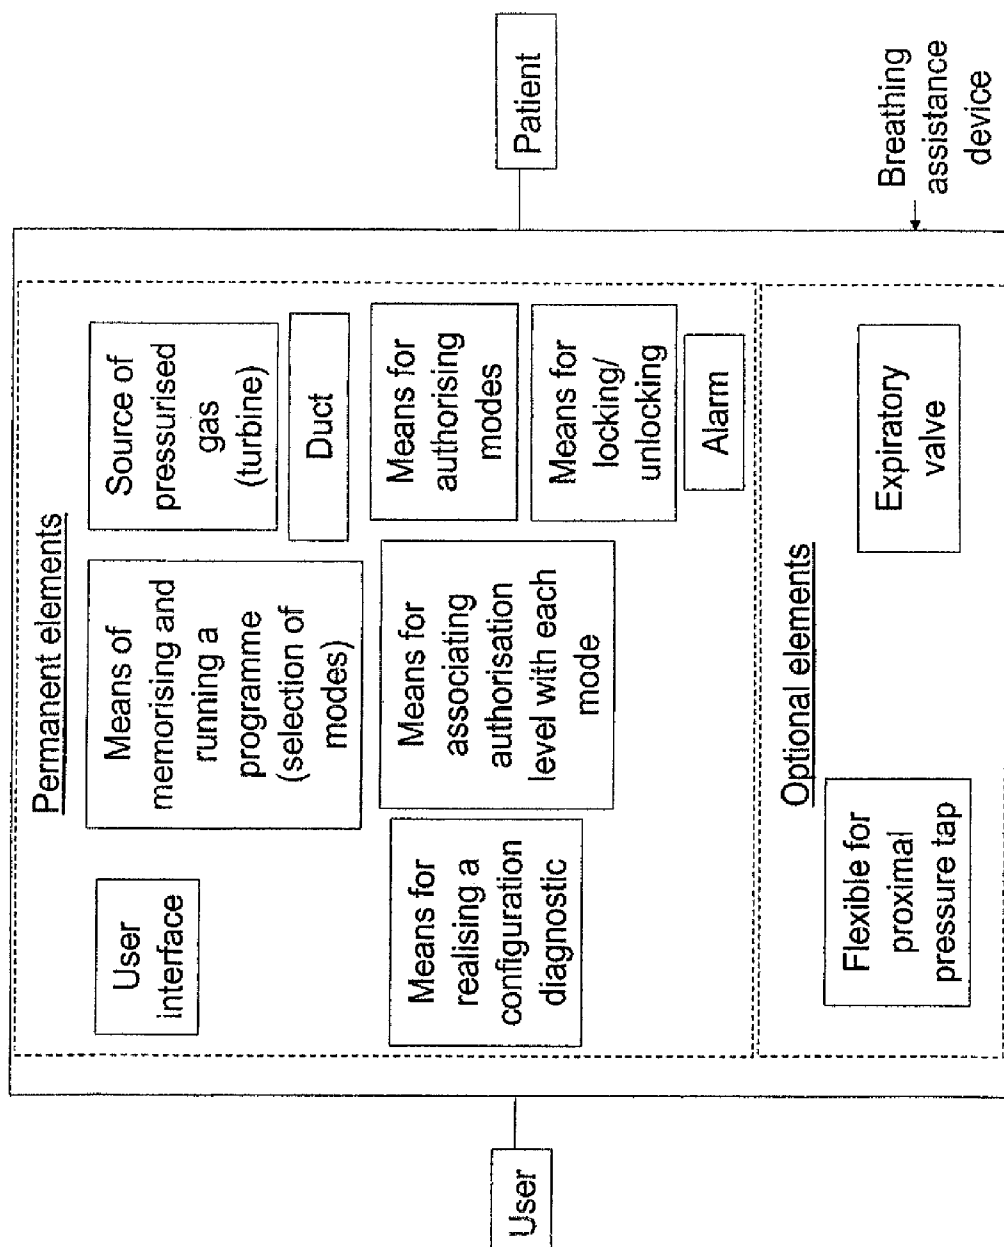 User
Permanent elements
User
interface
Means of
memorising and
running a
programme
(selection of
modes)
Source of
pressurised
gas
(turbine)
Duct
Means for
realising a
configuration
diagnostic
Means for
associating
authorisation
level with each
mode
Means for
authorising
modes
Means for
locking/
unlocking
Alarm
Optional elements
Flexible for
proximal
pressure tap
Expiratory
valve
Patient
Breathing
assistance
device